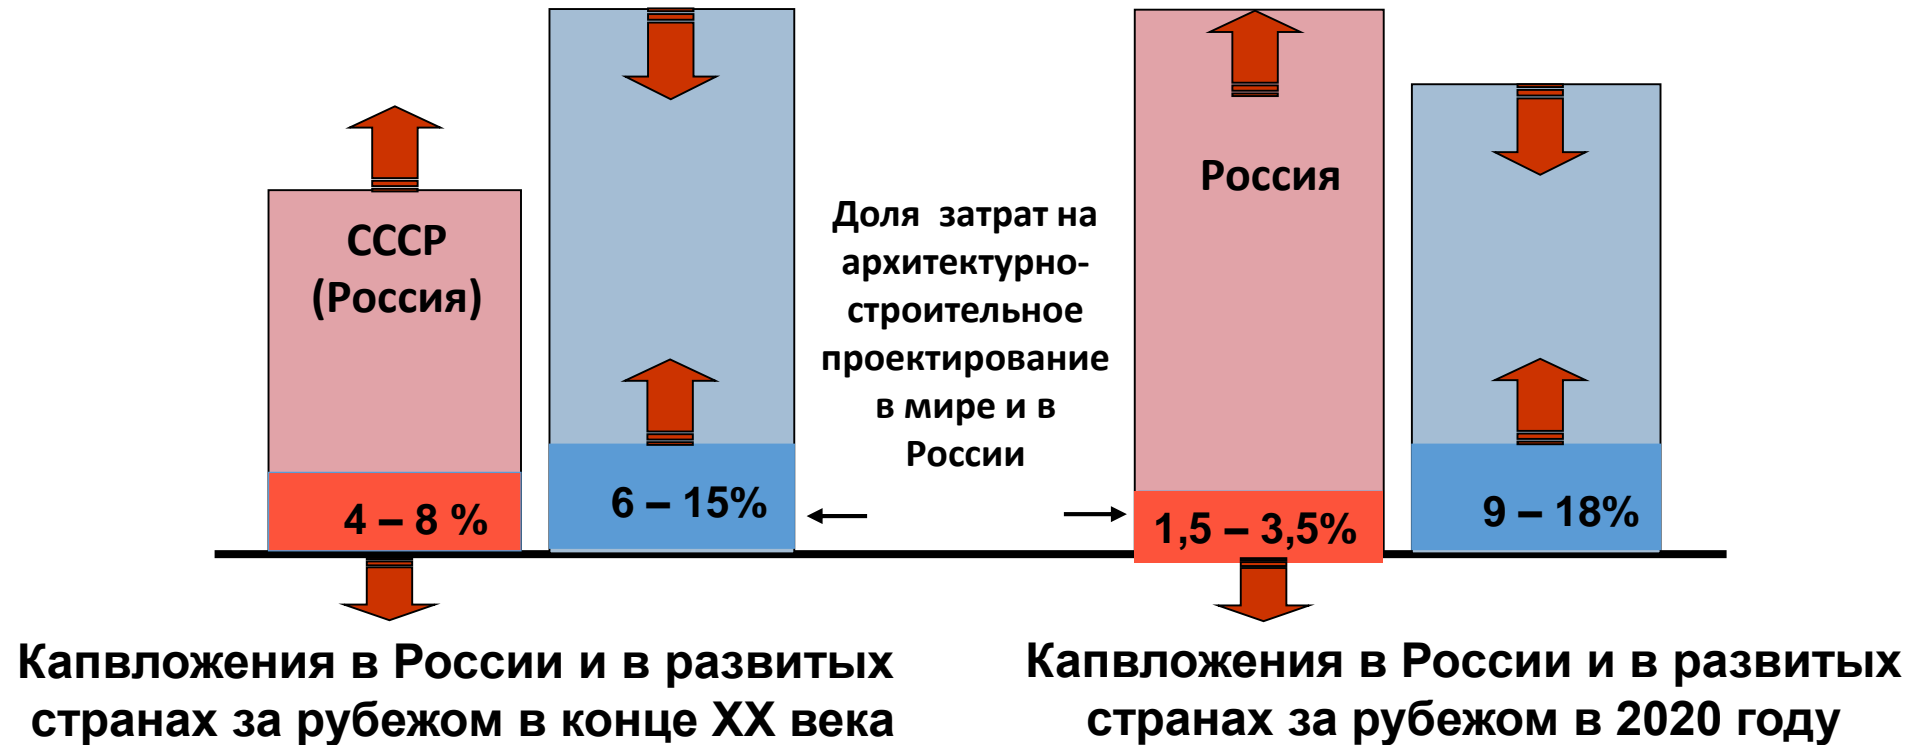 СССР
(Россия)
4 – 8 %
6 – 15%
Доля затрат на
архитектурно-
строительное
проектирование
в мире и в
России
Россия
1,5 – 3,5%
9 – 18%
Капвложения в России и в развитых
странах за рубежом в конце XX века
Капвложения в России и в развитых
странах за рубежом в 2020 году